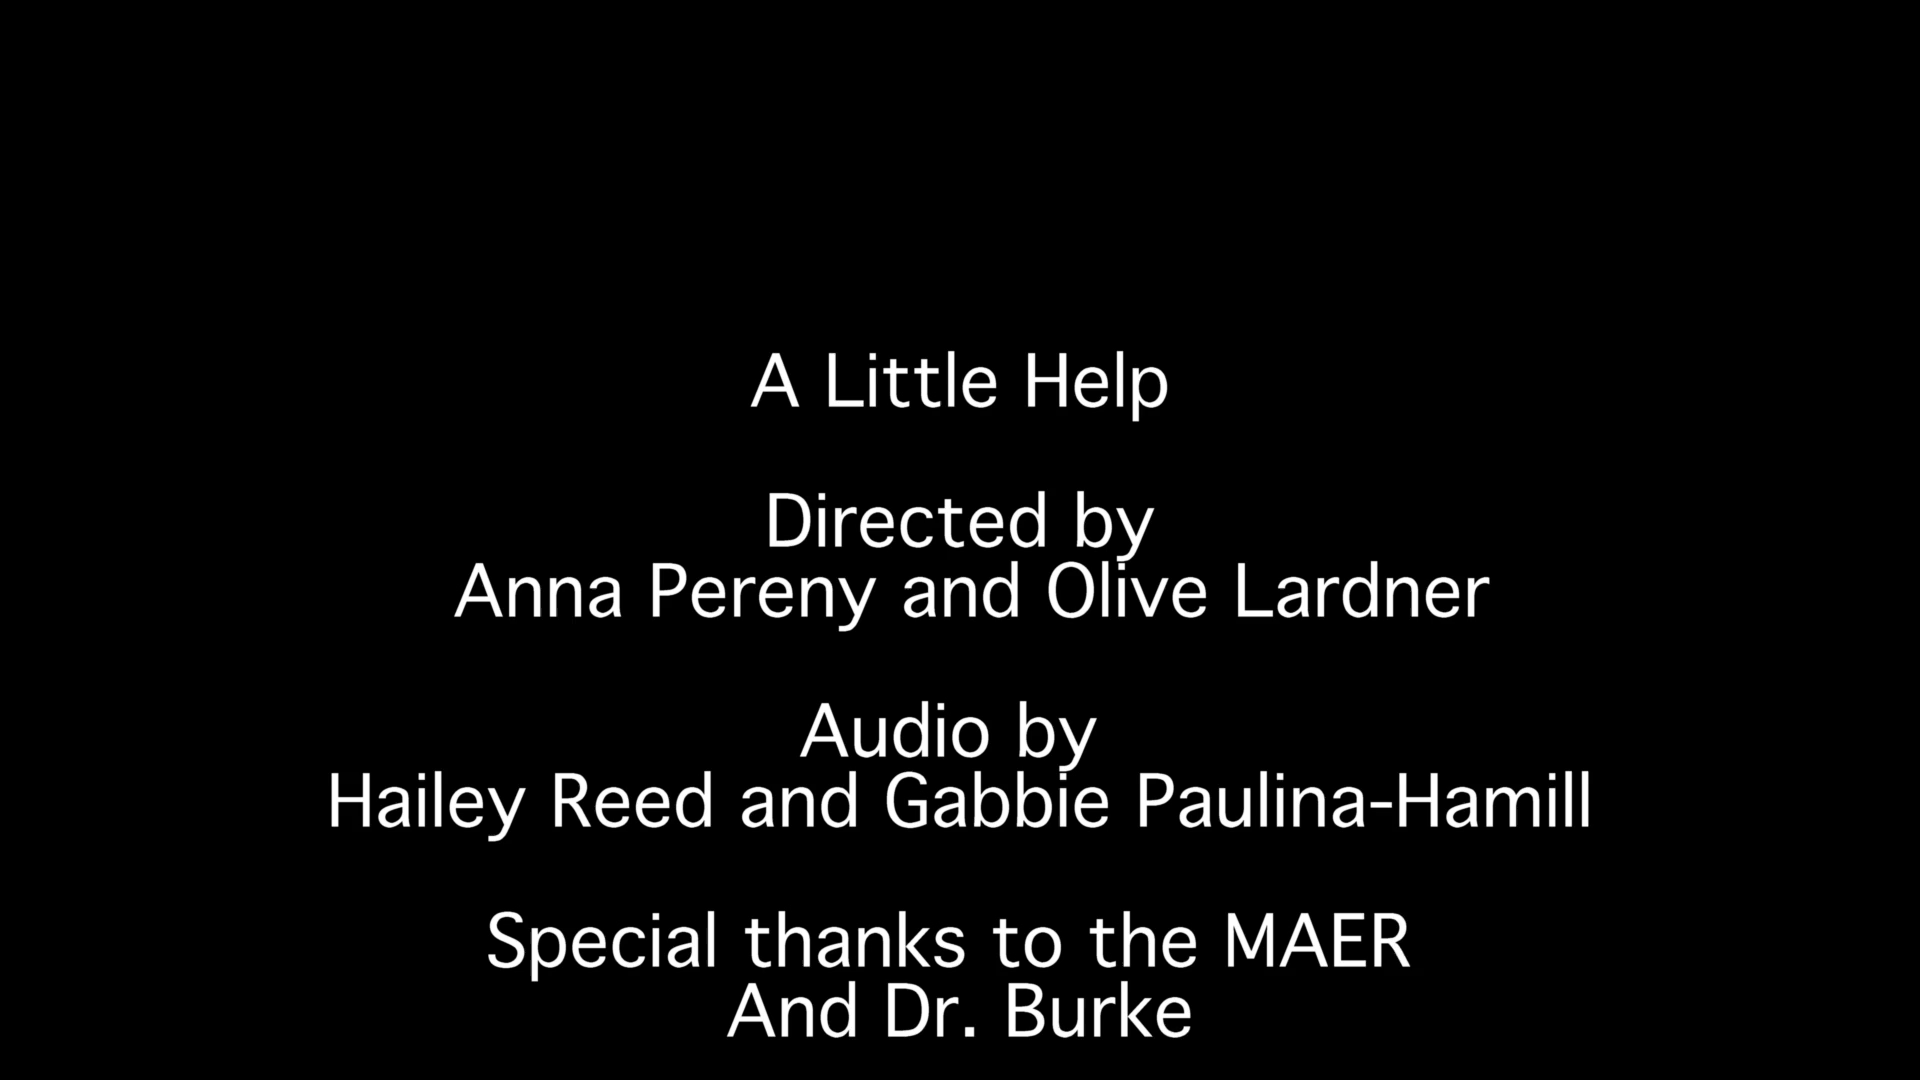 A Little Help
Directed by
Anna Pereny and Olive Lardner
Audio by
Hailey Reed and Gabbie Paulina-Hamill
Special thanks to the MAER
And Dr. Burke